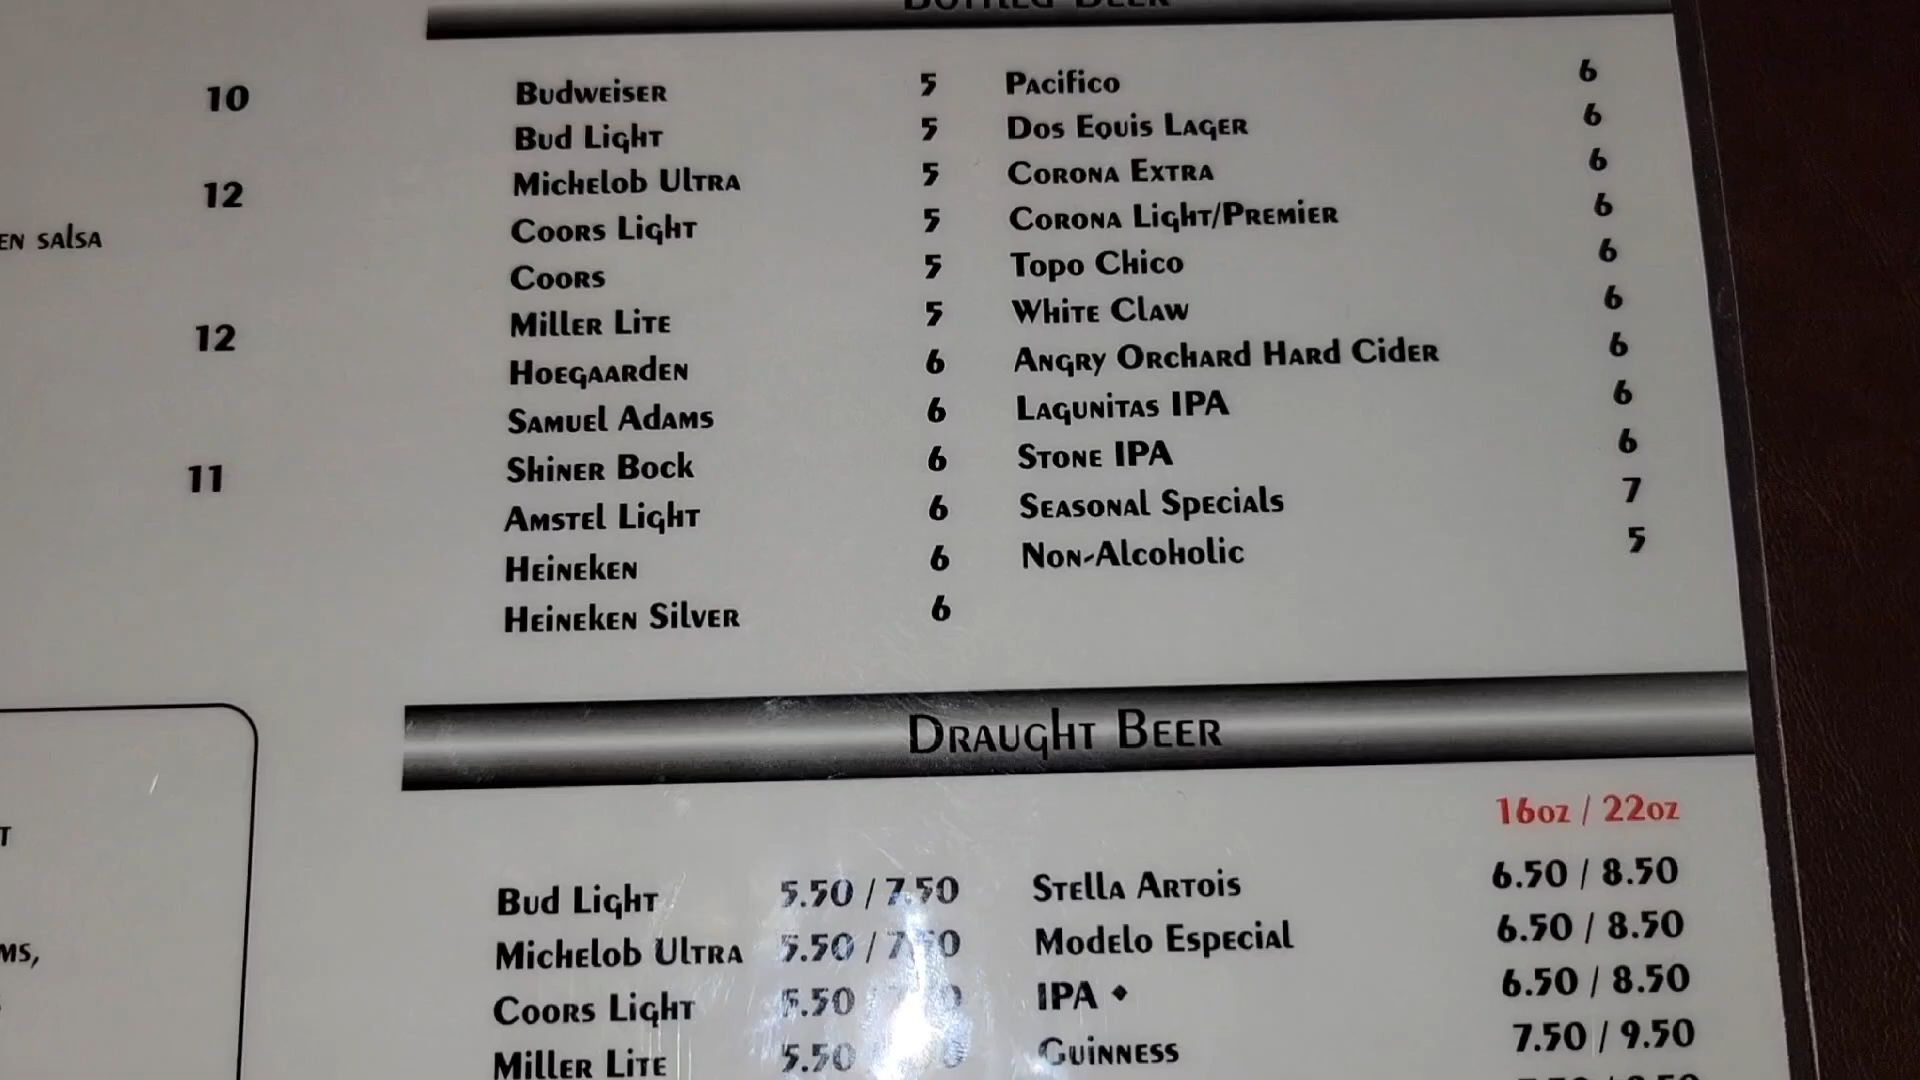 Bottled Beer
10
12
EN SALSA
12
11
T
MS,
Budweiser 5
Bud Light 5
Michelob Ultra 5
Coors Light 5
Coors 5
Miller Lite 5
Hoegaarden 6
Samuel Adams 6
Shiner Bock 6
Amstel Light 6
Heineken 6
Heineken Silver 6
Pacifico 6
Dos Equis Lager 6
Corona Extra 6
Corona Light/Premier 6
Topo Chico 6
White Claw 6
Angry Orchard Hard Cider 6
Lagunitas IPA 6
Stone IPA 6
Seasonal Specials 7
Non-Alcoholic 5
Draught Beer
16oz / 22oz
Bud Light 5.50 / 7.50
Michelob Ultra 5.50 / 7.50
Coors Light 5.50
Miller Lite 5.50
Stella Artois 6.50 / 8.50
Modelo Especial 6.50 / 8.50
IPA ◆ 6.50 / 8.50
Guinness 7.50 / 9.50